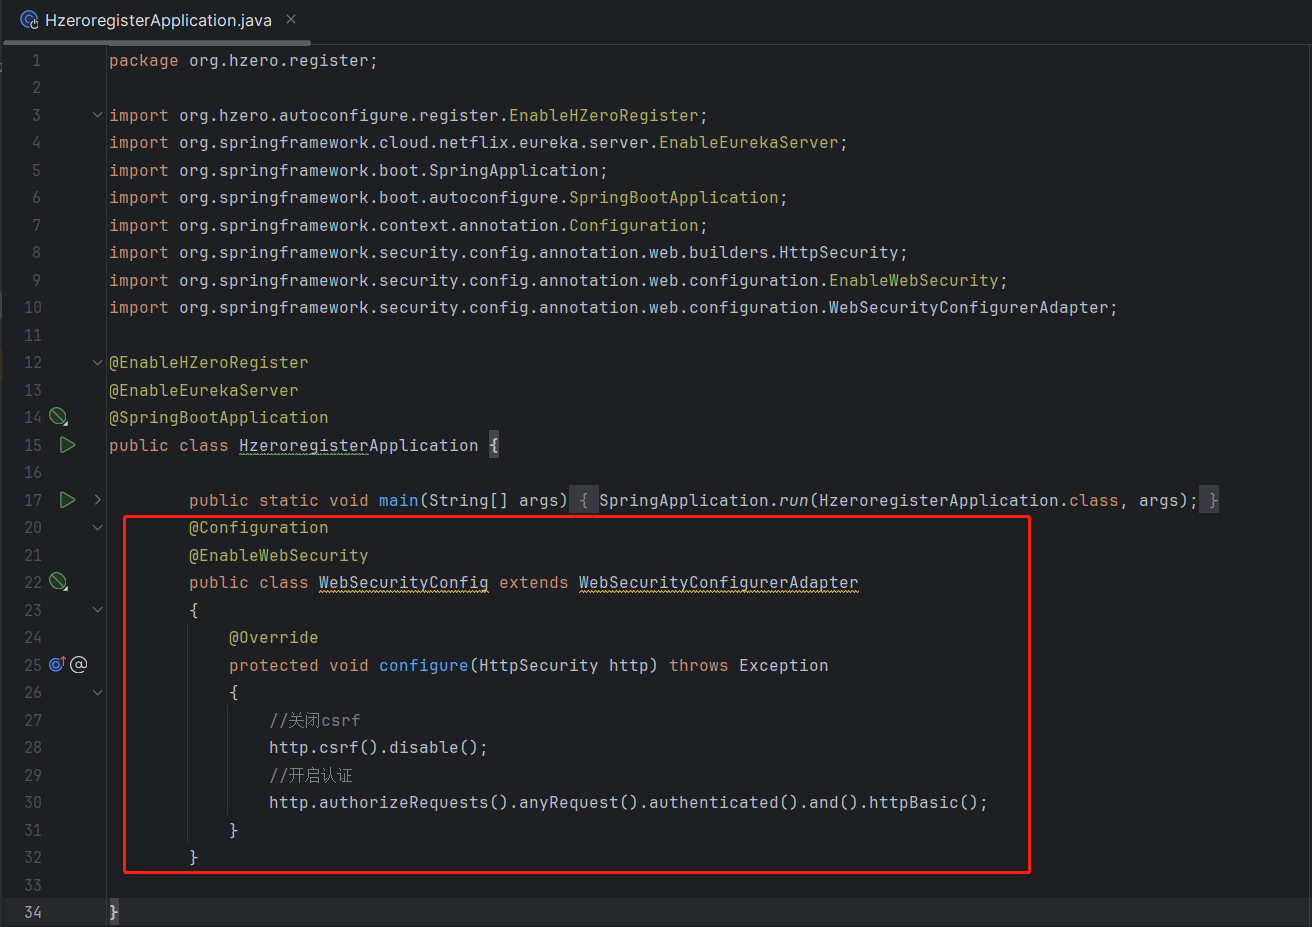 HzeroregisterApplication.java ×
1 package org.hzero.register;
2
3 import org.hzero.autoconfigure.register.EnableHZeroRegister;
4 import org.springframework.cloud.netflix.eureka.server.EnableEurekaServer;
5 import org.springframework.boot.SpringApplication;
6 import org.springframework.boot.autoconfigure.SpringBootApplication;
7 import org.springframework.context.annotation.Configuration;
8 import org.springframework.security.config.annotation.web.builders.HttpSecurity;
9 import org.springframework.security.config.annotation.web.configuration.EnableWebSecurity;
10 import org.springframework.security.config.annotation.web.configuration.WebSecurityConfigurerAdapter;
11
12 @EnableHZeroRegister
13 @EnableEurekaServer
14 @SpringBootApplication
15 public class HzeroregisterApplication {
16
17 public static void main(String[] args) { SpringApplication.run(HzeroregisterApplication.class, args); }
20 @Configuration
21 @EnableWebSecurity
22 public class WebSecurityConfig extends WebSecurityConfigurerAdapter
23 {
24 @Override
25 protected void configure(HttpSecurity http) throws Exception
26 {
27 //关闭csrf
28 http.csrf().disable();
29 //开启认证
30 http.authorizeRequests().anyRequest().authenticated().and().httpBasic();
31 }
32 }
33
34 }